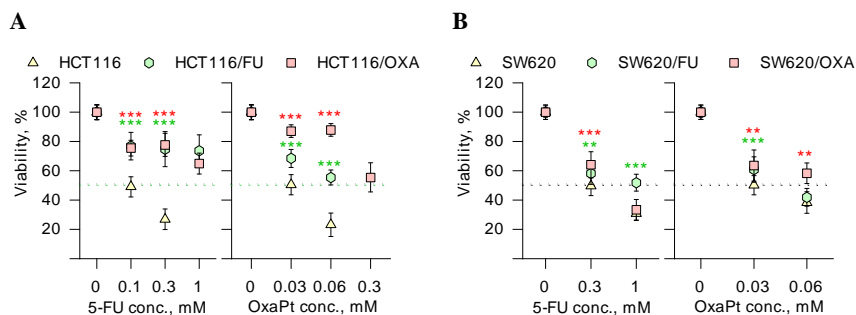 A
B
HCT116 HCT116/FU HCT116/OXA
SW620 SW620/FU SW620/OXA
Viability, %
120
100
80
60
40
20
*** ***
*** ***
*** ***
***
***
0 0.1 0.3 1
5-FU conc., mM
0 0.03 0.06 0.3
OxaPt conc., mM
Viability, %
120
100
80
60
40
20
***
**
***
**
***
**
0 0.3 1
5-FU conc., mM
0 0.03 0.06
OxaPt conc., mM